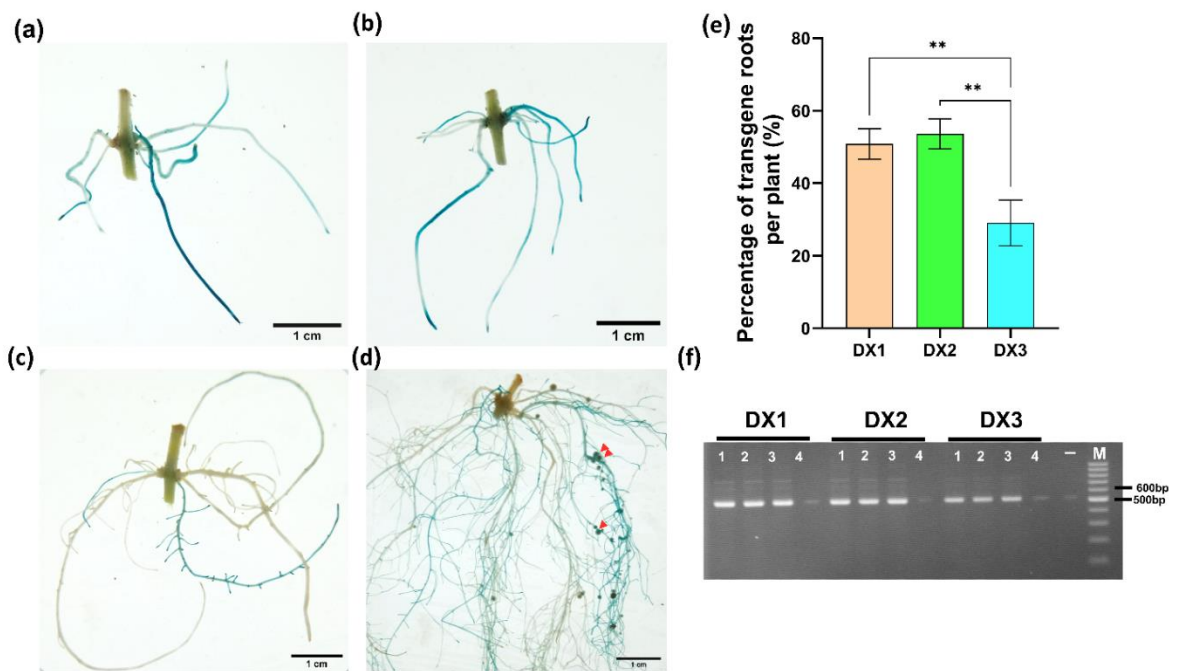 (a)
1 cm
(b)
1 cm
(c)
1 cm
(d)
1 cm
(e)
Percentage of transgene roots
per plant (%)
80
60
40
20
0
**
**
DX1 DX2 DX3
(f)
DX1 DX2 DX3
1 2 3 4 1 2 3 4 1 2 3 4 – M
600bp
500bp